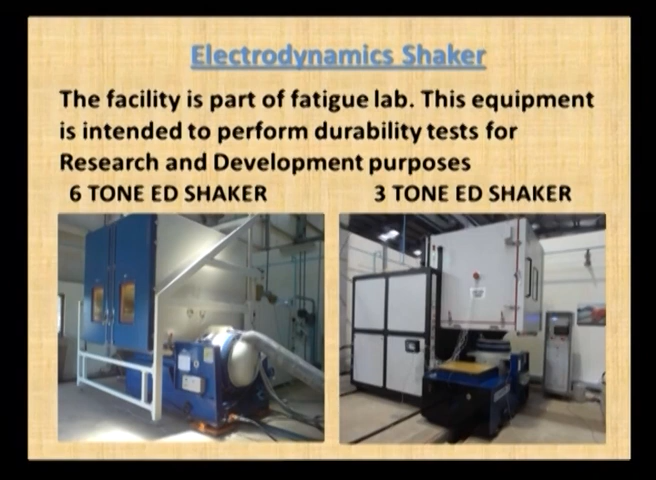 Electrodynamics Shaker
The facility is part of fatigue lab. This equipment
is intended to perform durability tests for
Research and Development purposes
6 TONE ED SHAKER 3 TONE ED SHAKER